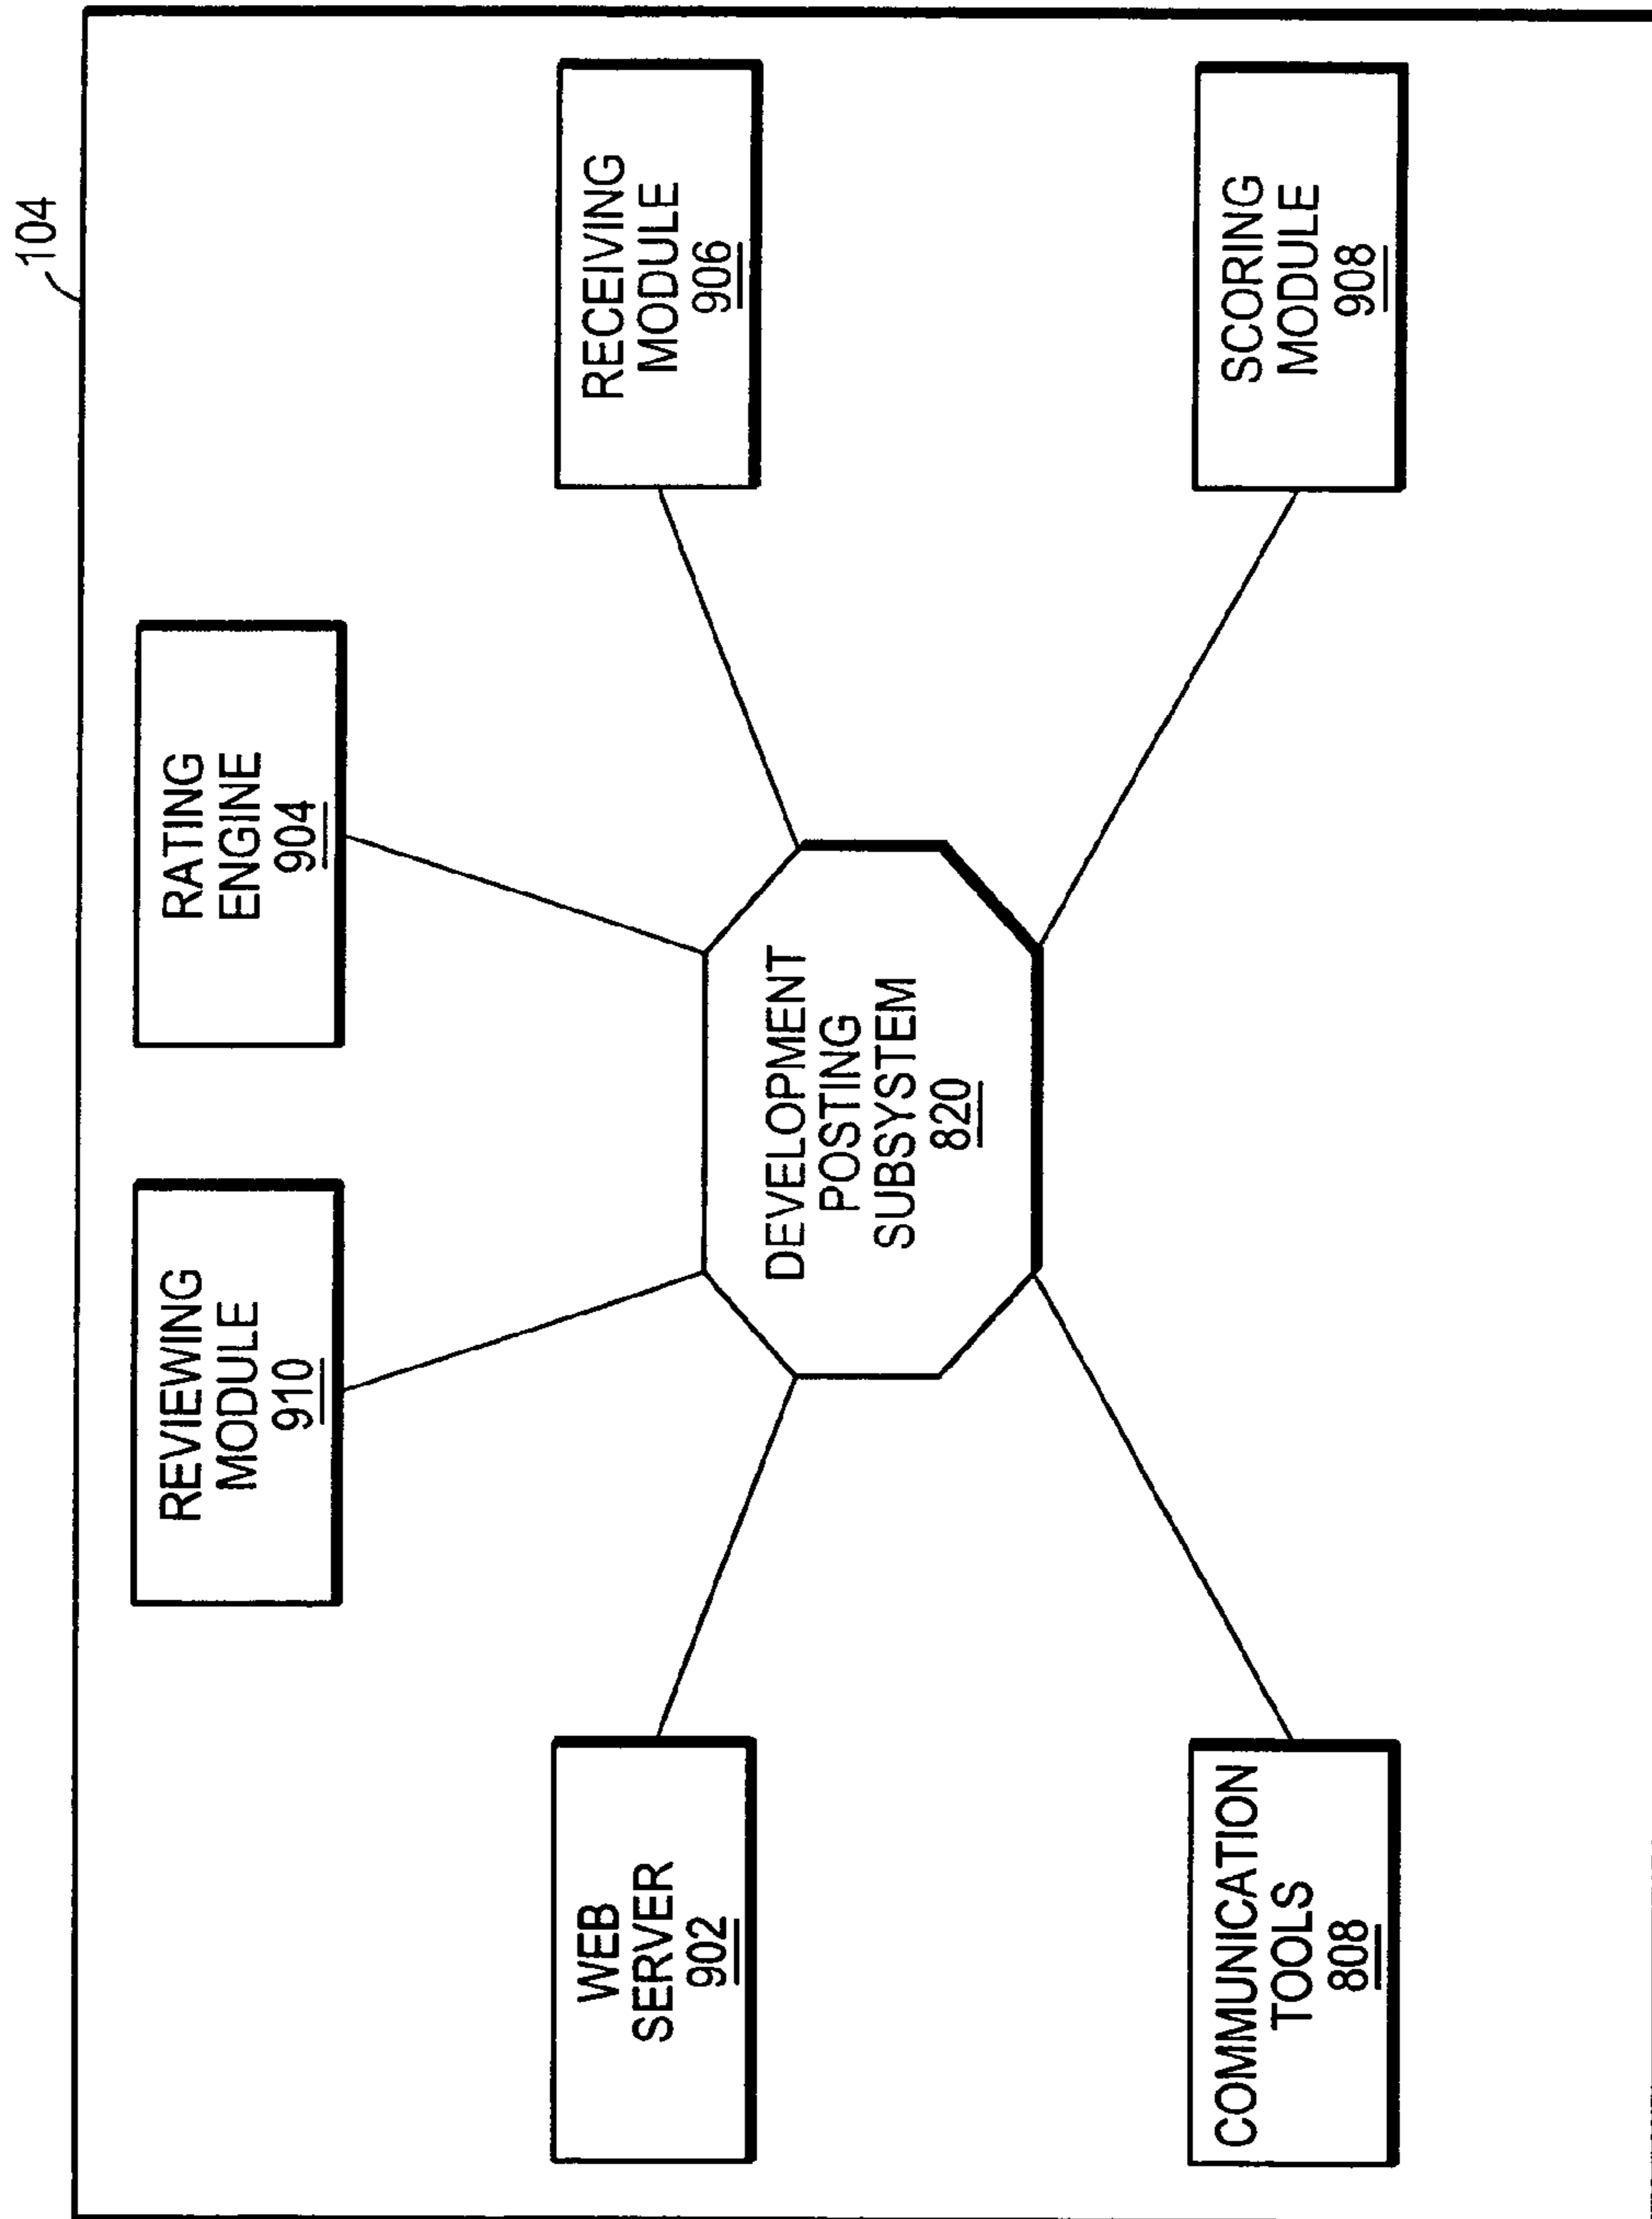 104
REVIEWING
MODULE
910
RATING
ENGINE
904
WEB
SERVER
902
RECEIVING
MODULE
906
DEVELOPMENT
POSTING
SUBSYSTEM
820
COMMUNICATION
TOOLS
808
SCORING
MODULE
908